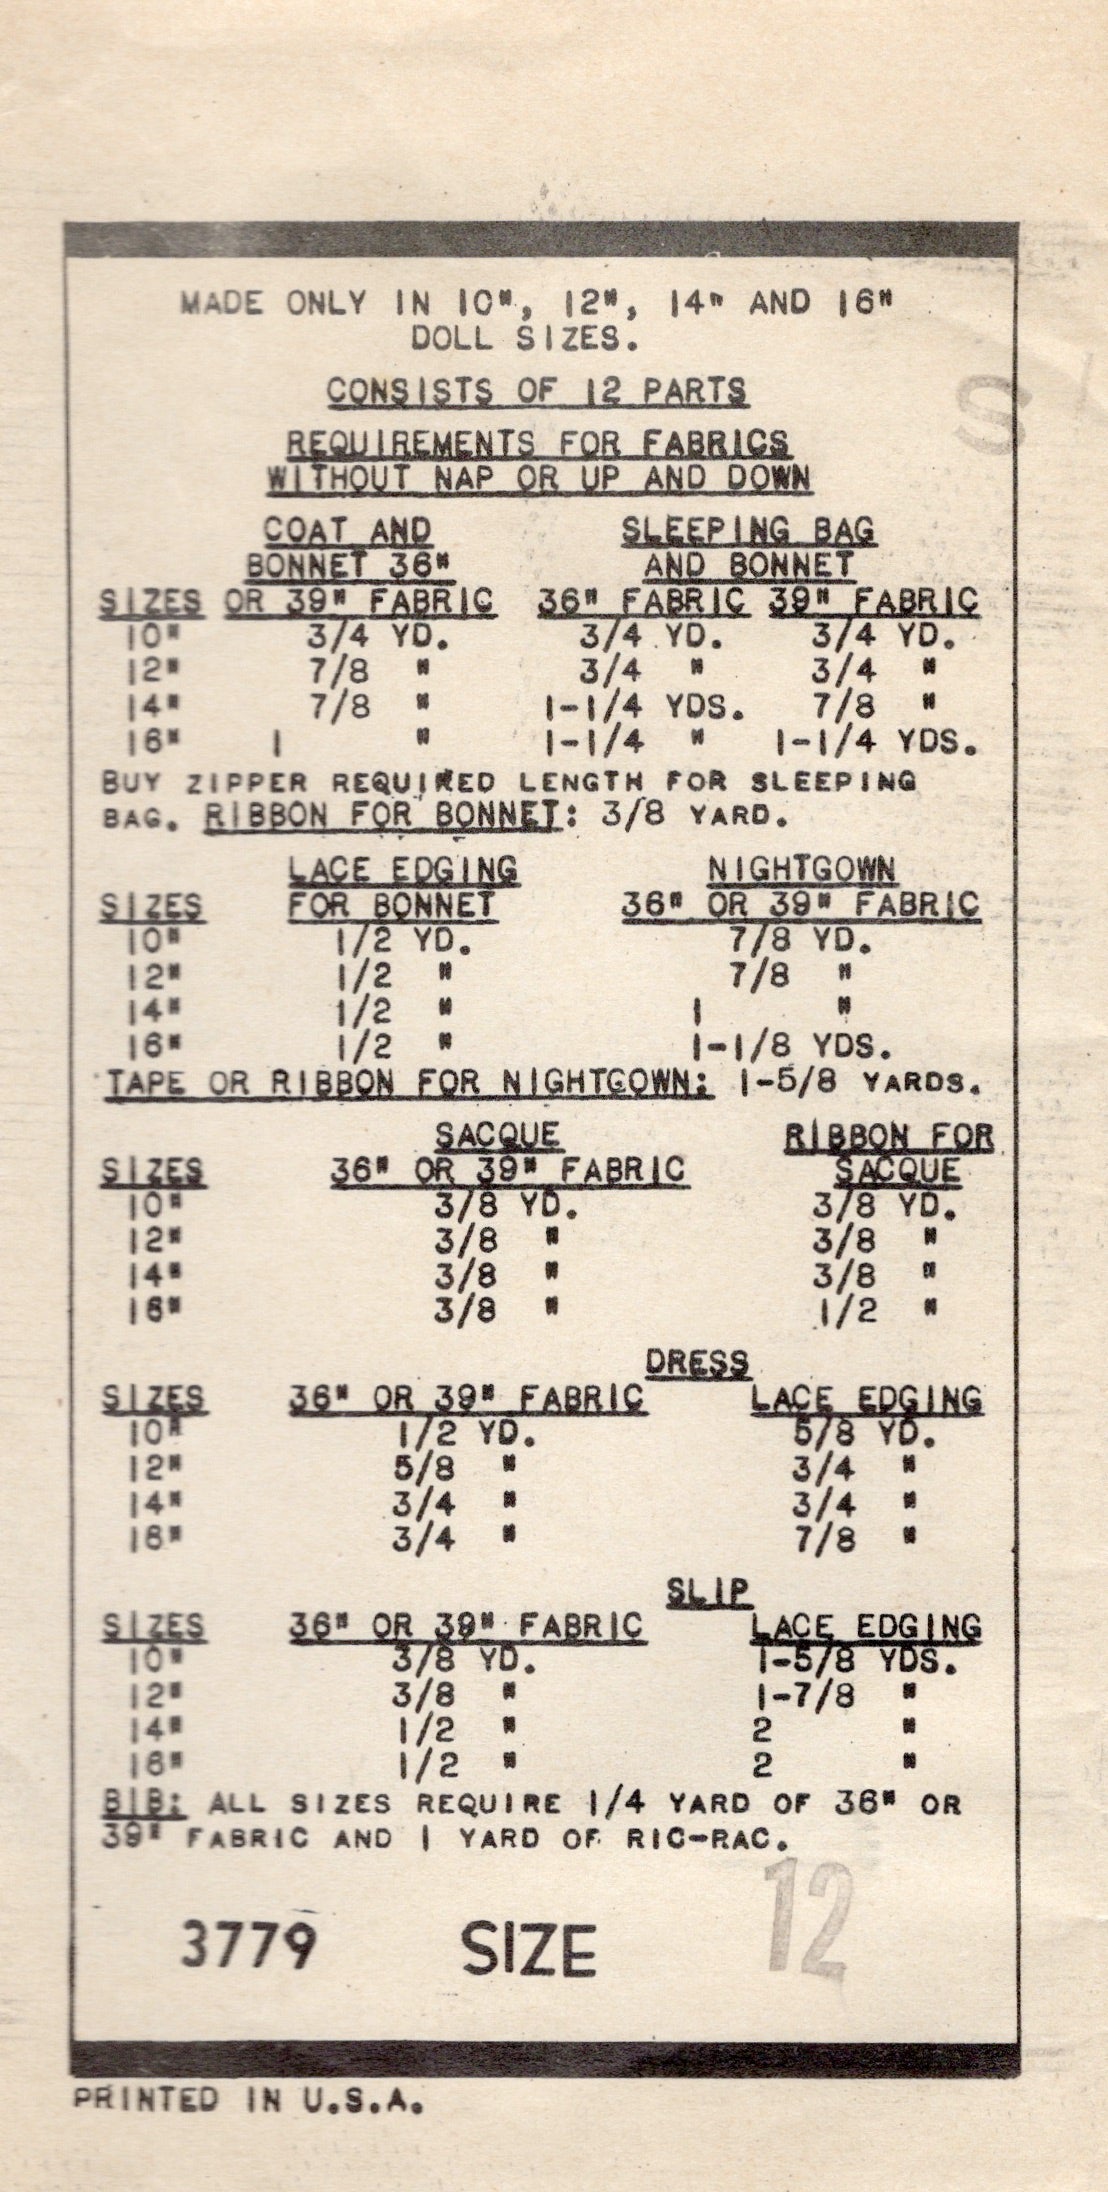 MADE ONLY IN 10", 12", 14" AND 16"
DOLL SIZES.
CONSISTS OF 12 PARTS
REQUIREMENTS FOR FABRICS
WITHOUT NAP OR UP AND DOWN
COAT AND SLEEPING BAG
BONNET 36" AND BONNET
SIZES OR 39" FABRIC 36" FABRIC 39" FABRIC
10" 3/4 YD. 3/4 YD. 3/4 YD.
12" 7/8 " 3/4 " 3/4 "
14" 7/8 " 1-1/4 YDS. 7/8 "
16" 1 " 1-1/4 " 1-1/4 YDS.
BUY ZIPPER REQUIRED LENGTH FOR SLEEPING
BAG. RIBBON FOR BONNET: 3/8 YARD.
LACE EDGING NIGHTGOWN
SIZES FOR BONNET 36" OR 39" FABRIC
10" 1/2 YD. 7/8 YD.
12" 1/2 " 7/8 "
14" 1/2 " 1 "
16" 1/2 " 1-1/8 YDS.
TAPE OR RIBBON FOR NIGHTGOWN: 1-5/8 YARDS.
SACQUE RIBBON FOR
SIZES 36" OR 39" FABRIC SACQUE
10" 3/8 YD. 3/8 YD.
12" 3/8 " 3/8 "
14" 3/8 " 3/8 "
16" 3/8 " 1/2 "
DRESS
SIZES 36" OR 39" FABRIC LACE EDGING
10" 1/2 YD. 5/8 YD.
12" 5/8 " 3/4 "
14" 3/4 " 3/4 "
16" 3/4 " 7/8 "
SLIP
SIZES 36" OR 39" FABRIC LACE EDGING
10" 3/8 YD. 1-5/8 YDS.
12" 3/8 " 1-7/8 "
14" 1/2 " 2 "
16" 1/2 " 2 "
BIB: ALL SIZES REQUIRE 1/4 YARD OF 36" OR
39" FABRIC AND 1 YARD OF RIC-RAC.
3779 SIZE 12
PRINTED IN U.S.A.